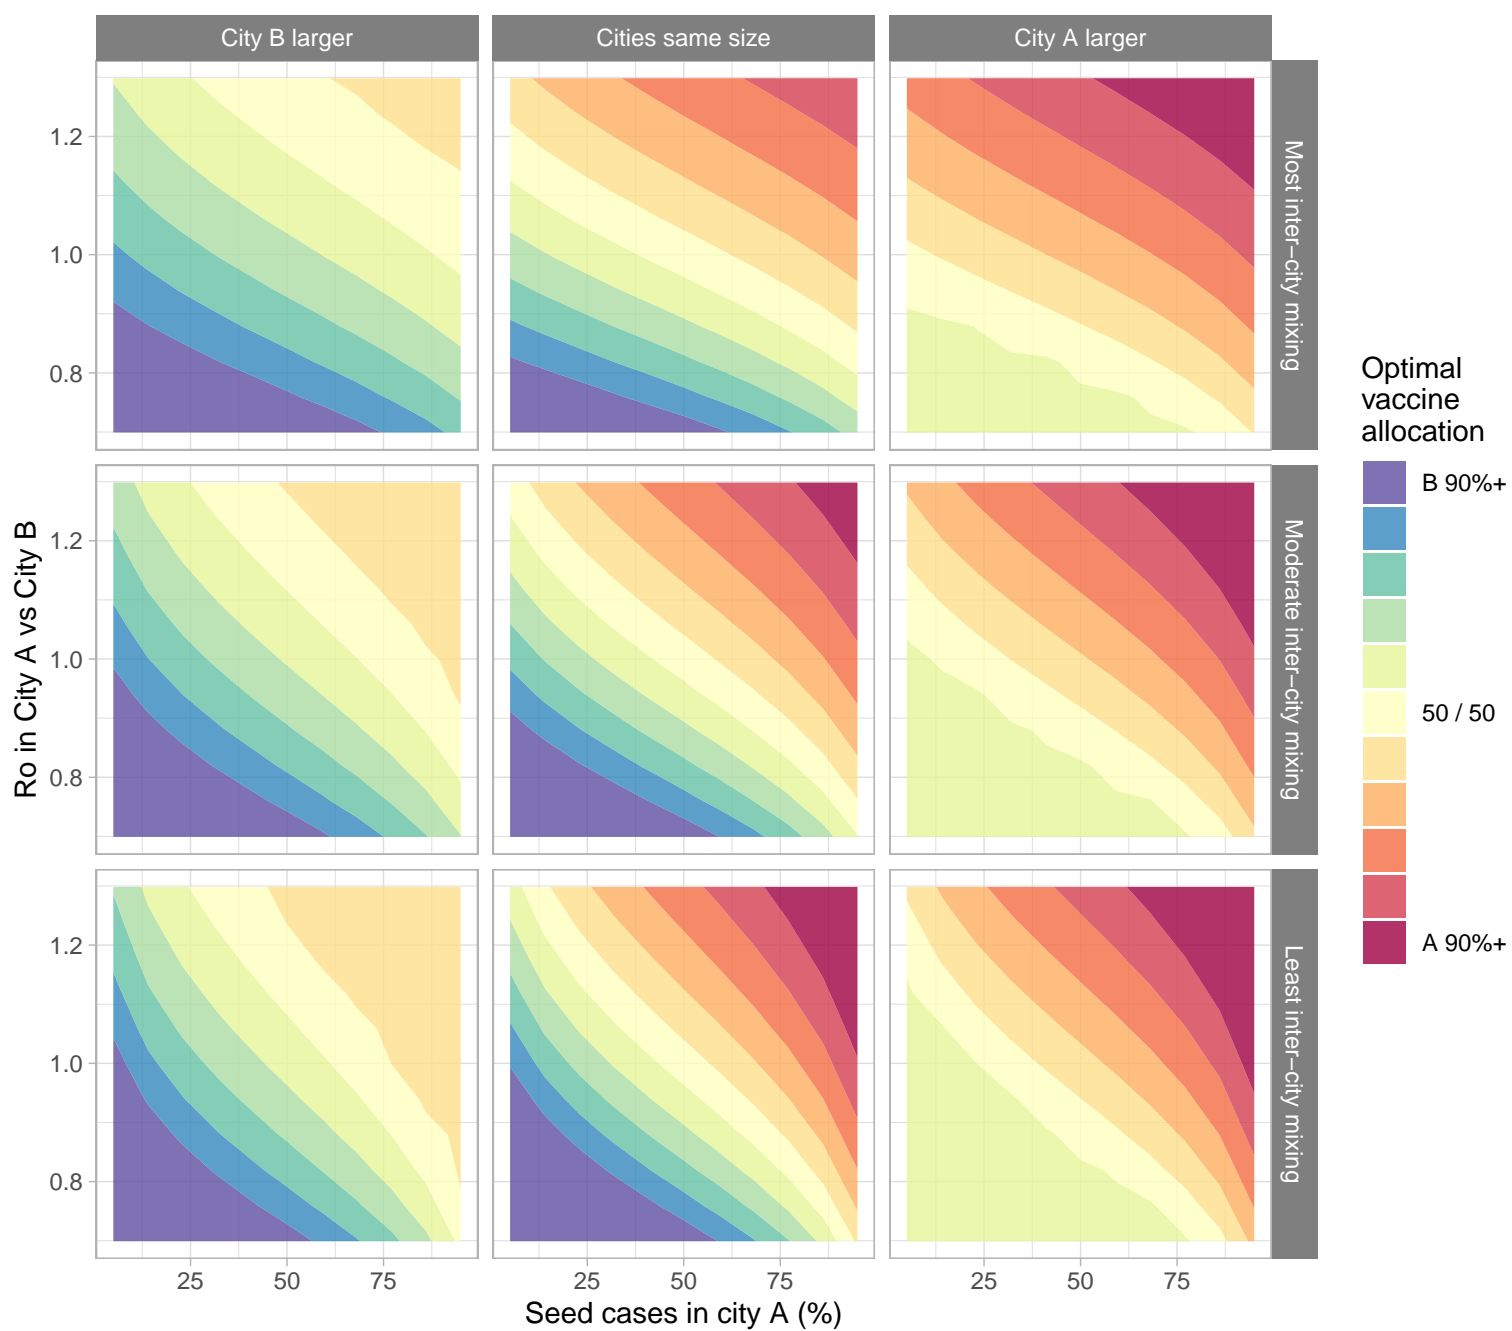 City B larger
Cities same size
City A larger
Most inter−city mixing
Moderate inter−city mixing
Least inter−city mixing
Ro in City A vs City B
1.2
1.0
0.8
1.2
1.0
0.8
1.2
1.0
0.8
25
50
75
25
50
75
25
50
75
Seed cases in city A (%)
Optimal
vaccine
allocation
B 90%+
50 / 50
A 90%+